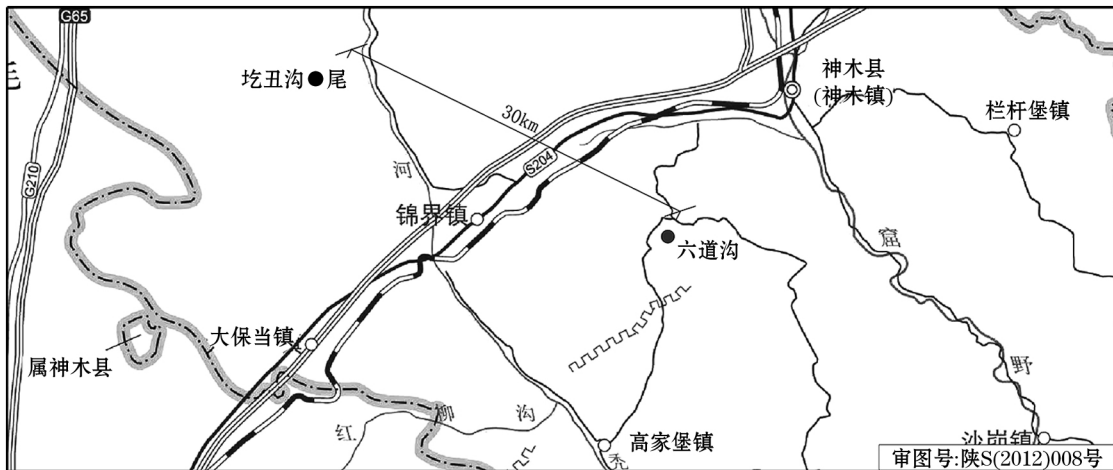 G65
毛
圪丑沟
尾
神木县
(神木镇)
栏杆堡镇
30km
S204
河
G210
锦界镇
六道沟
窟
大保当镇
属神木县
野
红
柳
沟
高家堡镇
秃
沙峁镇
审图号:陕S(2012)008号